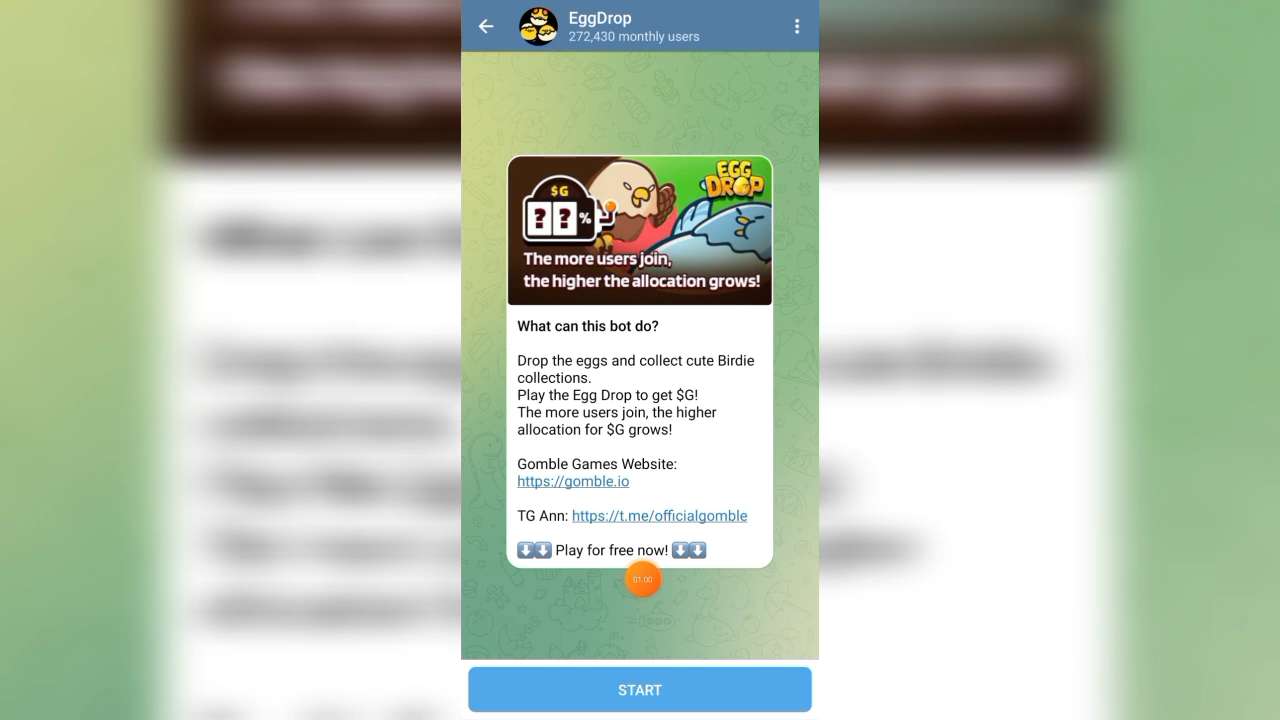 EggDrop
272,430 monthly users
EGG
DROP
$G
? ? %
The more users join,
the higher the allocation grows!
What can this bot do?
Drop the eggs and collect cute Birdie
collections.
Play the Egg Drop to get $G!
The more users join, the higher
allocation for $G grows!
Gomble Games Website:
https://gomble.io
TG Ann: https://t.me/officialgomble
⬇️⬇️ Play for free now! ⬇️⬇️
01:00
START